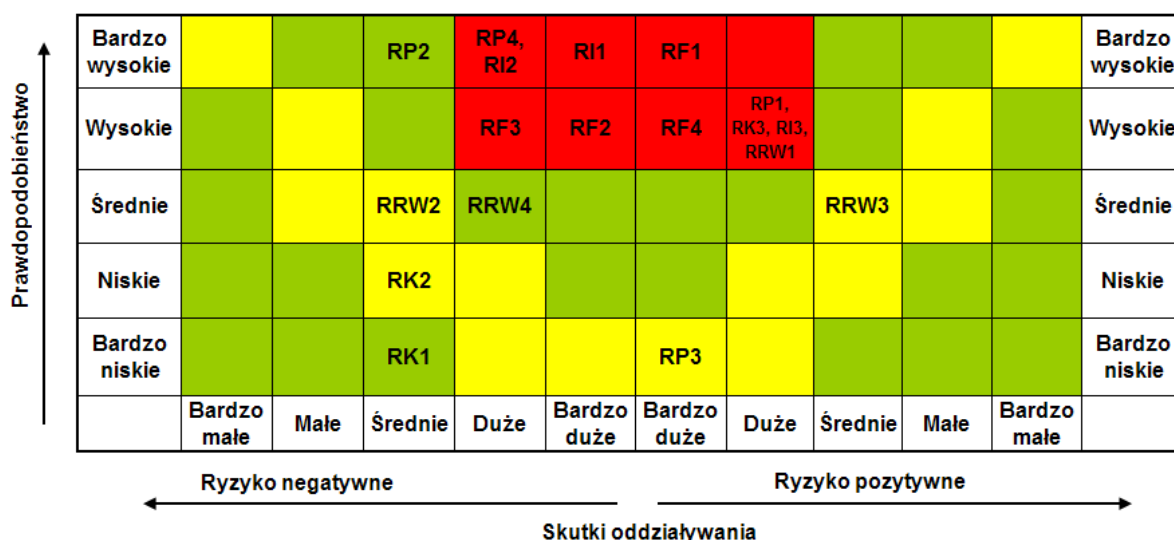 Prawdopodobieństwo
Bardzo wysokie RP2 RP4, RI2 RI1 RF1 Bardzo wysokie
Wysokie RF3 RF2 RF4 RP1, RK3, RI3, RRW1 Wysokie
Średnie RRW2 RRW4 RRW3 Średnie
Niskie RK2 Niskie
Bardzo niskie RK1 RP3 Bardzo niskie
Bardzo małe Małe Średnie Duże Bardzo duże Bardzo duże Duże Średnie Małe Bardzo małe
Ryzyko negatywne Ryzyko pozytywne
Skutki oddziaływania